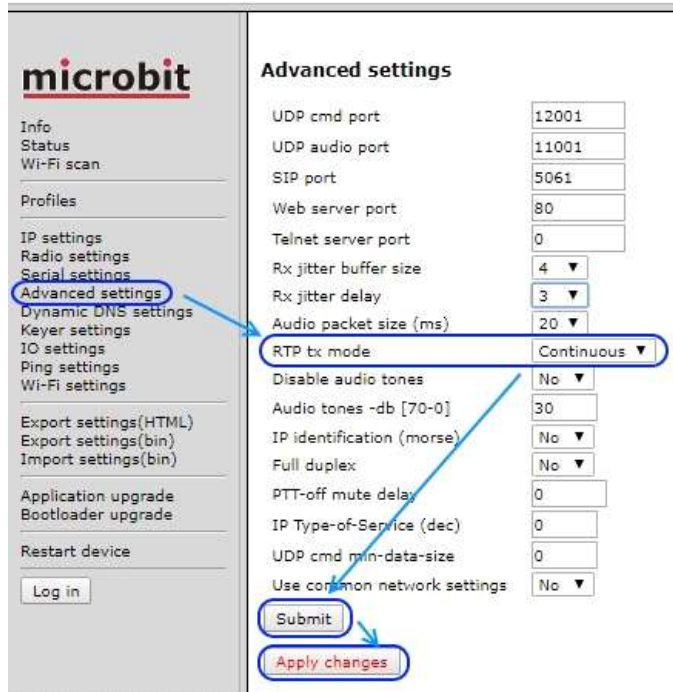 microbit
Info
Status
Wi-Fi scan
Profiles
IP settings
Radio settings
Serial settings
Advanced settings
Dynamic DNS settings
Keyer settings
IO settings
Ping settings
Wi-Fi settings
Export settings(HTML)
Export settings(bin)
Import settings(bin)
Application upgrade
Bootloader upgrade
Restart device
Log in
Advanced settings
UDP cmd port 12001
UDP audio port 11001
SIP port 5061
Web server port 80
Telnet server port 0
Rx jitter buffer size 4
Rx jitter delay 3
Audio packet size (ms) 20
RTP tx mode Continuous
Disable audio tones No
Audio tones -db [70-0] 30
IP identification (morse) No
Full duplex No
PTT-off mute delay 0
IP Type-of-Service (dec) 0
UDP cmd min-data-size 0
Use common network settings No
Submit
Apply changes